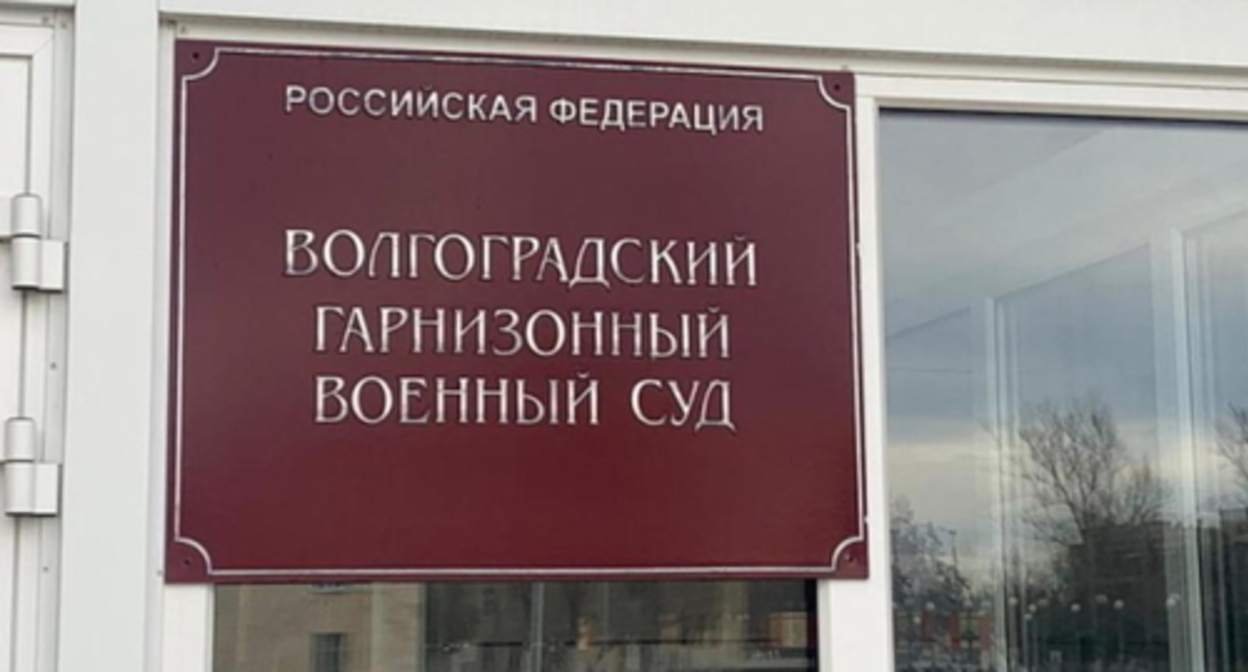 РОССИЙСКАЯ ФЕДЕРАЦИЯ
ВОЛГОГРАДСКИЙ
ГАРНИЗОННЫЙ
ВОЕННЫЙ СУД